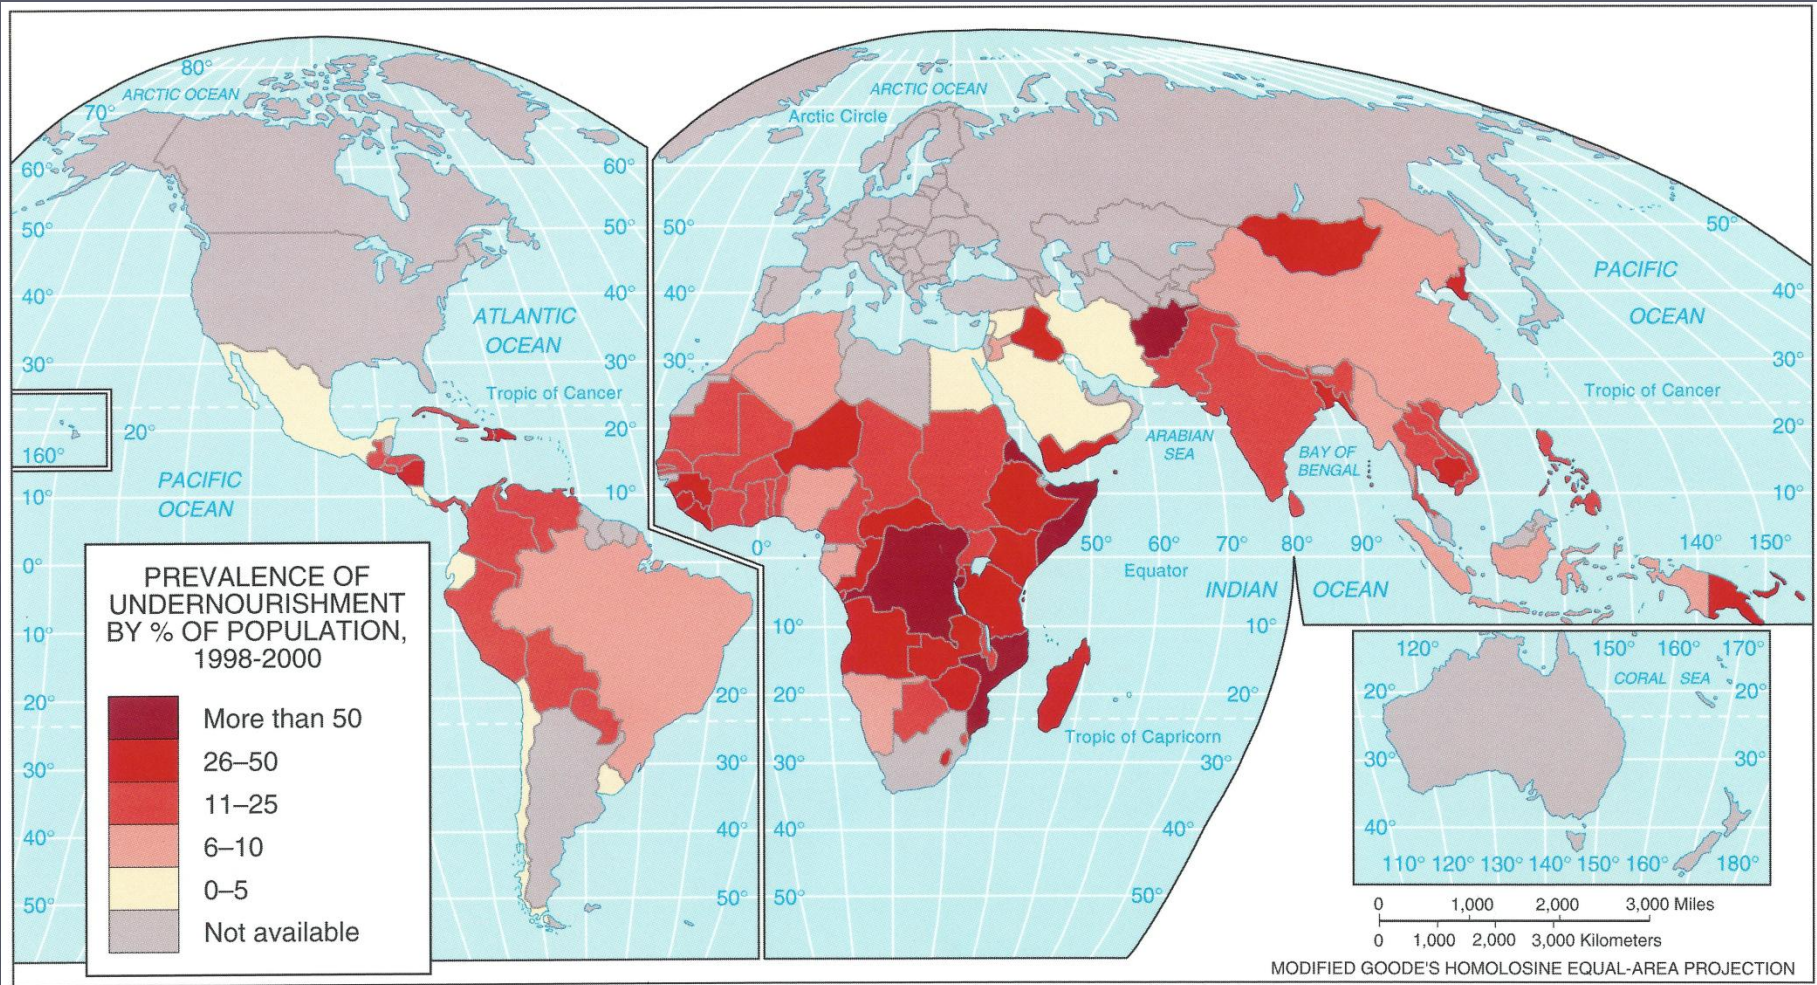 80°
ARCTIC OCEAN
70°
60°
60°
50°
50°
40°
40°
ATLANTIC
OCEAN
30°
30°
Tropic of Cancer
20°
20°
160°
PACIFIC
OCEAN
10°
10°
0°
10°
20°
20°
30°
30°
40°
40°
50°
50°
ARCTIC OCEAN
Arctic Circle
50°
50°
40°
40°
PACIFIC
OCEAN
30°
30°
Tropic of Cancer
20°
10°
ARABIAN
SEA
BAY OF
BENGAL
0°
50°
60°
70°
80°
90°
140°
150°
Equator
INDIAN
OCEAN
10°
10°
20°
20°
Tropic of Capricorn
30°
30°
40°
40°
50°
50°
120°
150°
160°
170°
CORAL SEA
20°
20°
30°
30°
40°
110°
120°
130°
140°
150°
160°
180°
PREVALENCE OF
UNDERNOURISHMENT
BY % OF POPULATION,
1998-2000
More than 50
26–50
11–25
6–10
0–5
Not available
0 1,000 2,000 3,000 Miles
0 1,000 2,000 3,000 Kilometers
MODIFIED GOODE'S HOMOLOSINE EQUAL-AREA PROJECTION